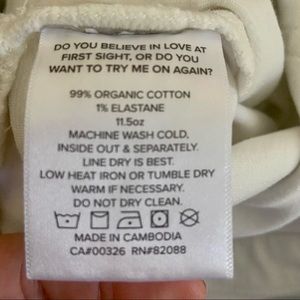 DO YOU BELIEVE IN LOVE AT
FIRST SIGHT, OR DO YOU
WANT TO TRY ME ON AGAIN?
99% ORGANIC COTTON
1% ELASTANE
11.5oz
MACHINE WASH COLD,
INSIDE OUT & SEPARATELY.
LINE DRY IS BEST.
LOW HEAT IRON OR TUMBLE DRY
WARM IF NECESSARY.
DO NOT DRY CLEAN.
MADE IN CAMBODIA
CA#00326 RN#82088